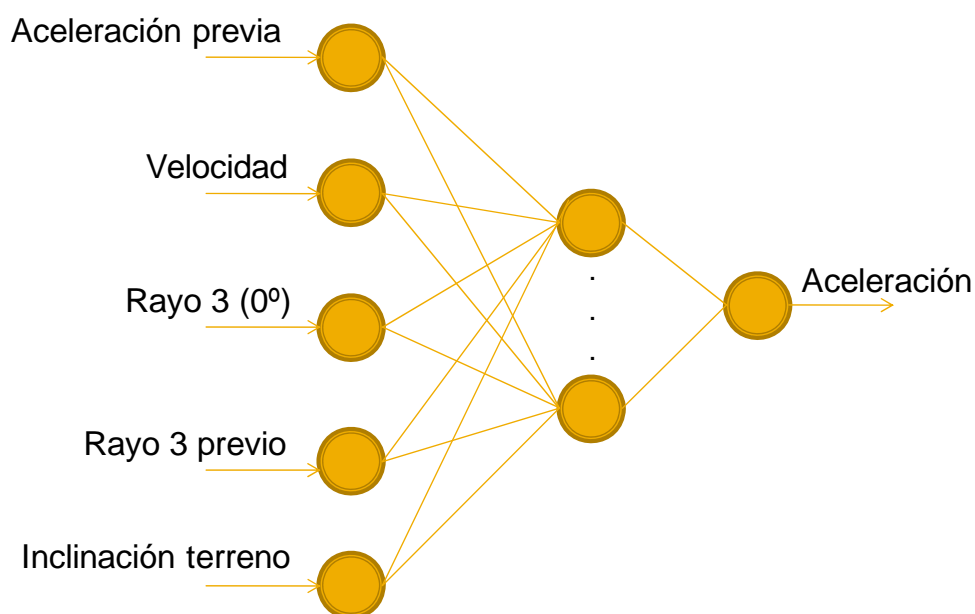 Aceleración previa
Velocidad
Rayo 3 (0º)
Rayo 3 previo
Inclinación terreno
.
.
.
Aceleración